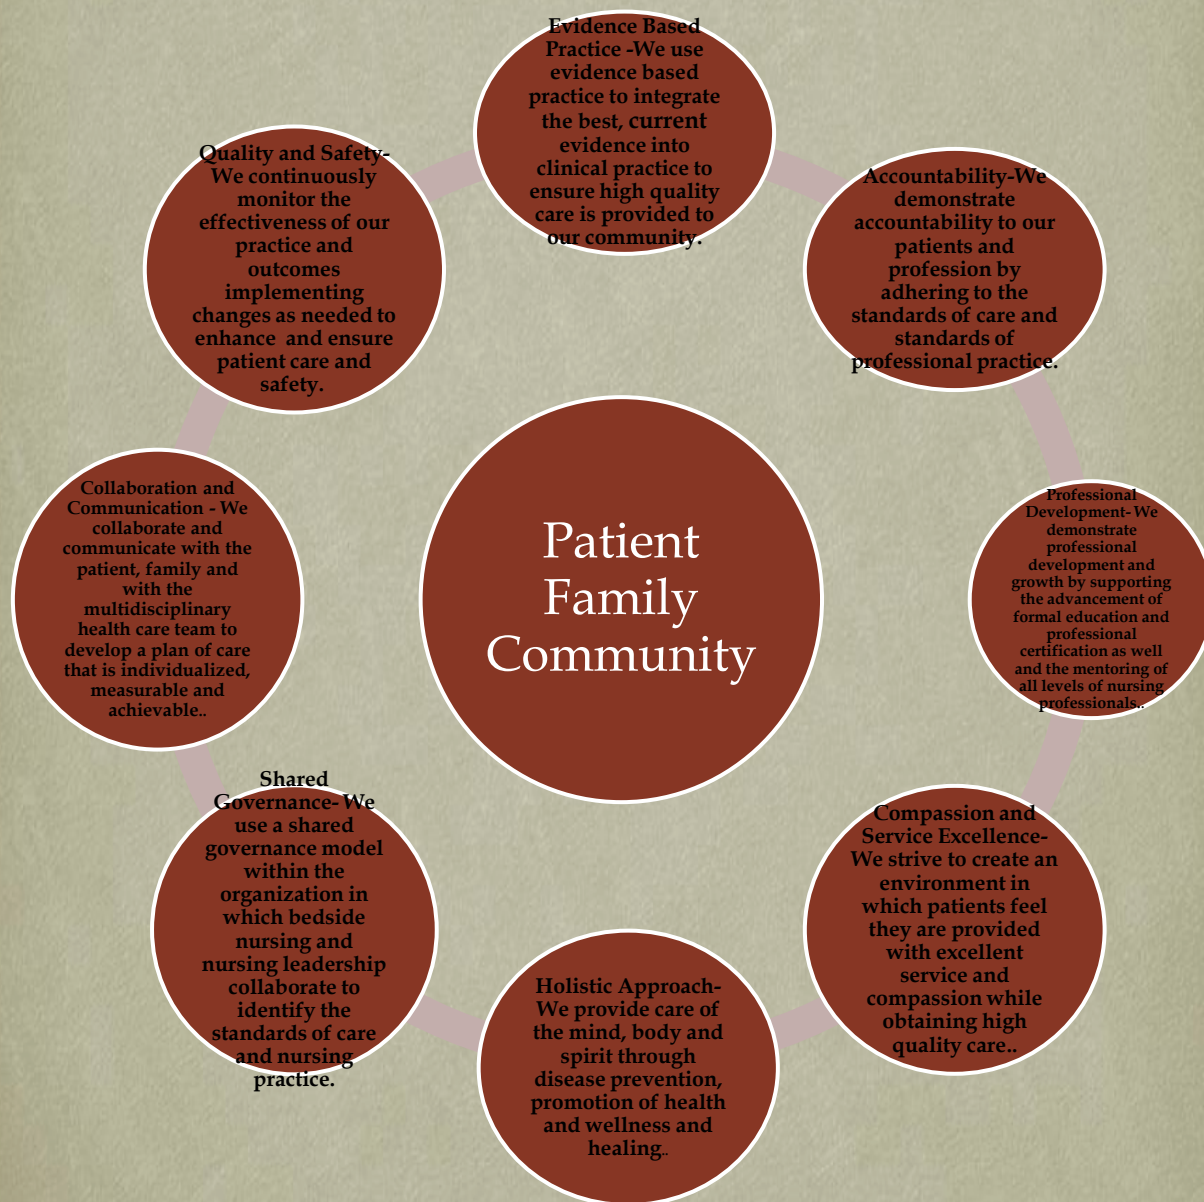 Evidence Based
Practice -We use
evidence based
practice to integrate
the best, current
evidence into
clinical practice to
ensure high quality
care is provided to
our community.
Accountability-We
demonstrate
accountability to our
patients and
profession by
adhering to the
standards of care and
standards of
professional practice.
Professional
Development- We
demonstrate
professional
development and
growth by supporting
the advancement of
formal education and
professional
certification as well
and the mentoring of
all levels of nursing
professionals..
Compassion and
Service Excellence-
We strive to create an
environment in
which patients feel
they are provided
with excellent
service and
compassion while
obtaining high
quality care..
Holistic Approach-
We provide care of
the mind, body and
spirit through
disease prevention,
promotion of health
and wellness and
healing..
Shared
Governance- We
use a shared
governance model
within the
organization in
which bedside
nursing and
nursing leadership
collaborate to
identify the
standards of care
and nursing
practice.
Collaboration and
Communication - We
collaborate and
communicate with the
patient, family and
with the
multidisciplinary
health care team to
develop a plan of care
that is individualized,
measurable and
achievable..
Quality and Safety-
We continuously
monitor the
effectiveness of our
practice and
outcomes
implementing
changes as needed to
enhance  and ensure
patient care and
safety.
Patient
Family
Community